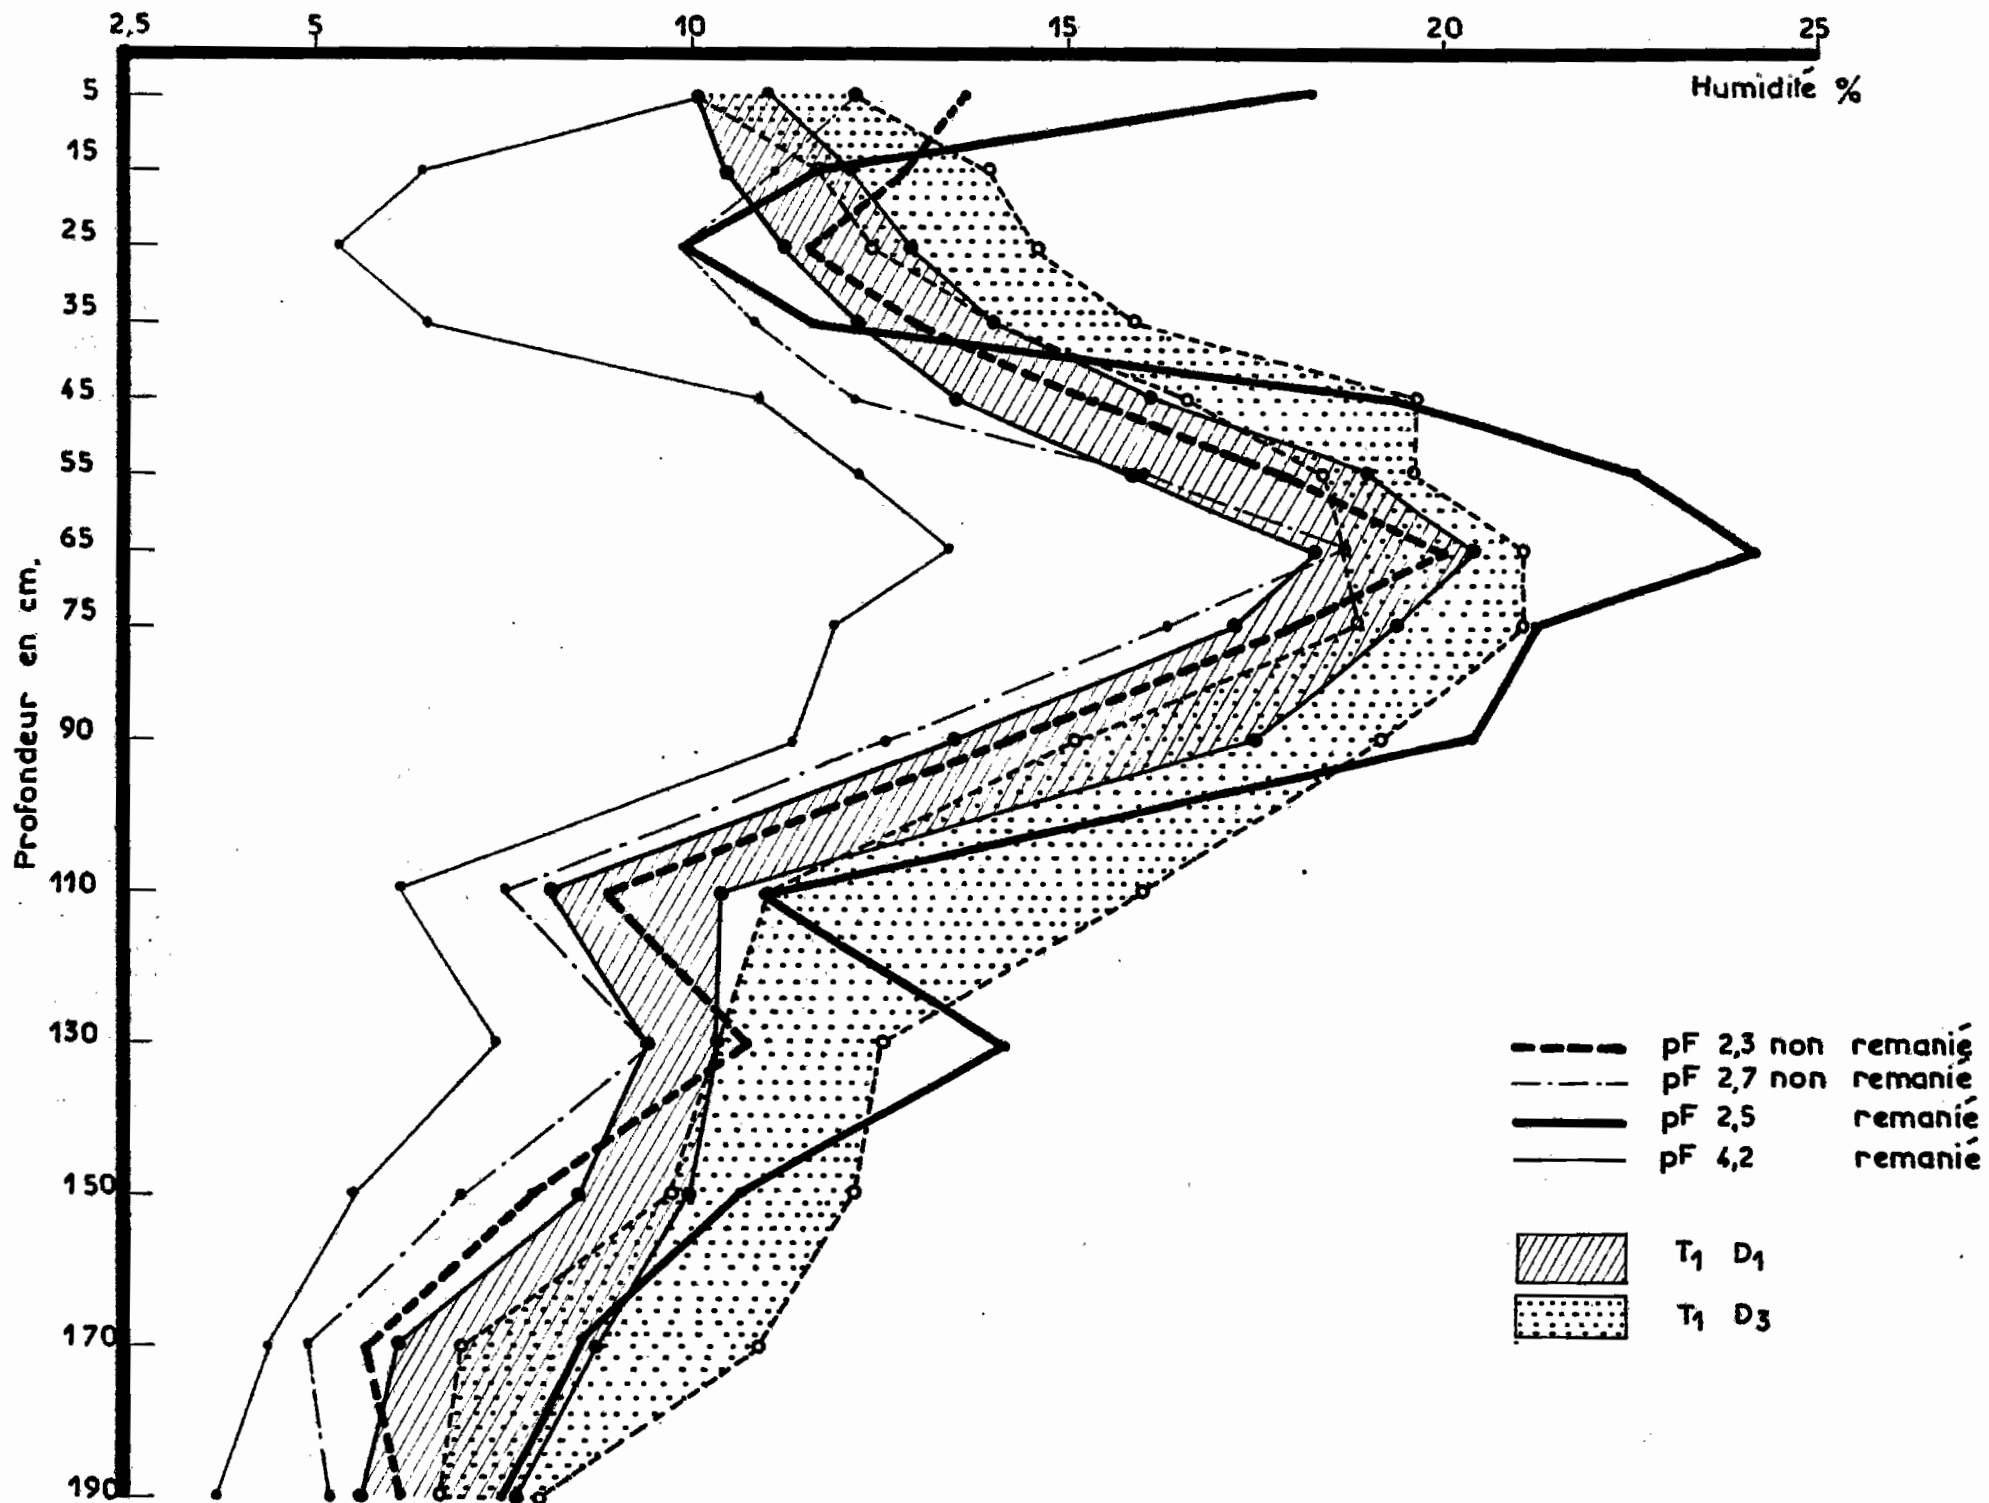 2,5 5 10 15 20 25
Humidité %
5
15
25
35
45
55
65
75
90
110
130
150
170
190
Profondeur en cm.
pF 2,3 non remanié
pF 2,7 non remanié
pF 2,5 remanié
pF 4,2 remanié
T1 D1
T1 D3